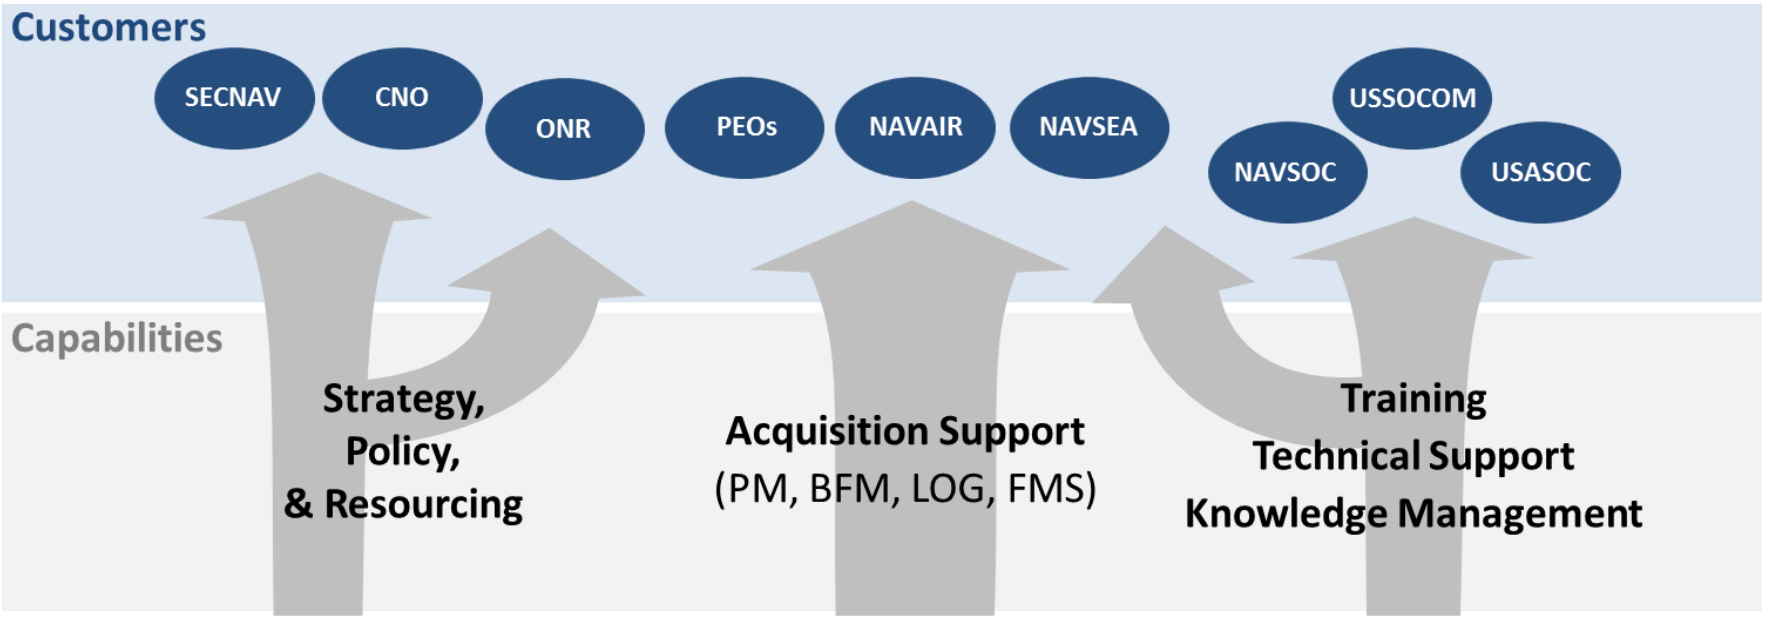 Customers
SECNAV
CNO
ONR
PEOs
NAVAIR
NAVSEA
NAVSOC
USSOCOM
USASOC
Capabilities
Strategy,
Policy,
& Resourcing
Acquisition Support
(PM, BFM, LOG, FMS)
Training
Technical Support
Knowledge Management